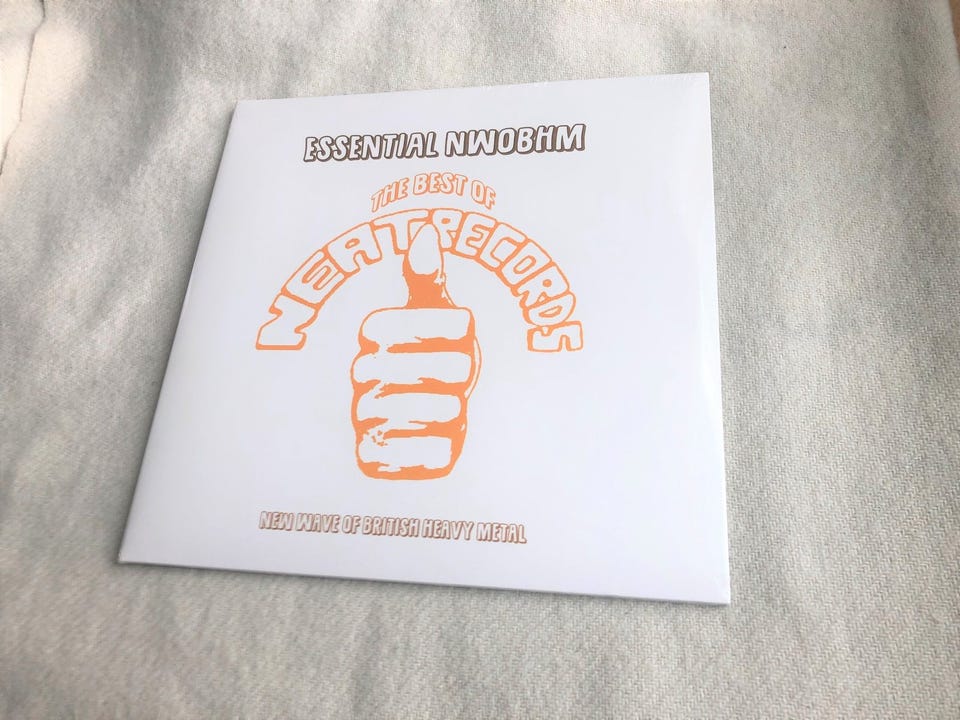 ESSENTIAL NWOBHM
THE BEST OF
NEAT RECORDS
NEW WAVE OF BRITISH HEAVY METAL